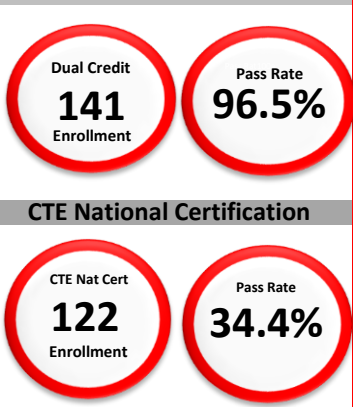 Dual Credit
141
Enrollment
Pass Rate
96.5%
CTE National Certification
CTE Nat Cert
122
Enrollment
Pass Rate
34.4%